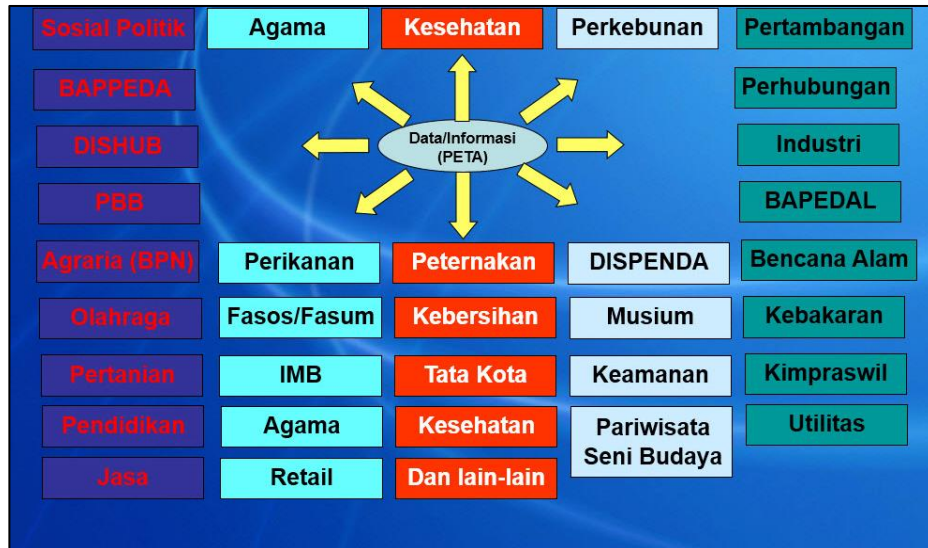 Sosial Politik
Agama
Kesehatan
Perkebunan
Pertambangan
BAPPEDA
Perhubungan
DISHUB
Data/Informasi
(PETA)
Industri
PBB
BAPEDAL
Agraria (BPN)
Perikanan
Peternakan
DISPENDA
Bencana Alam
Olahraga
Fasos/Fasum
Kebersihan
Musium
Kebakaran
Pertanian
IMB
Tata Kota
Keamanan
Kimpraswil
Pendidikan
Agama
Kesehatan
Pariwisata
Seni Budaya
Utilitas
Jasa
Retail
Dan lain-lain